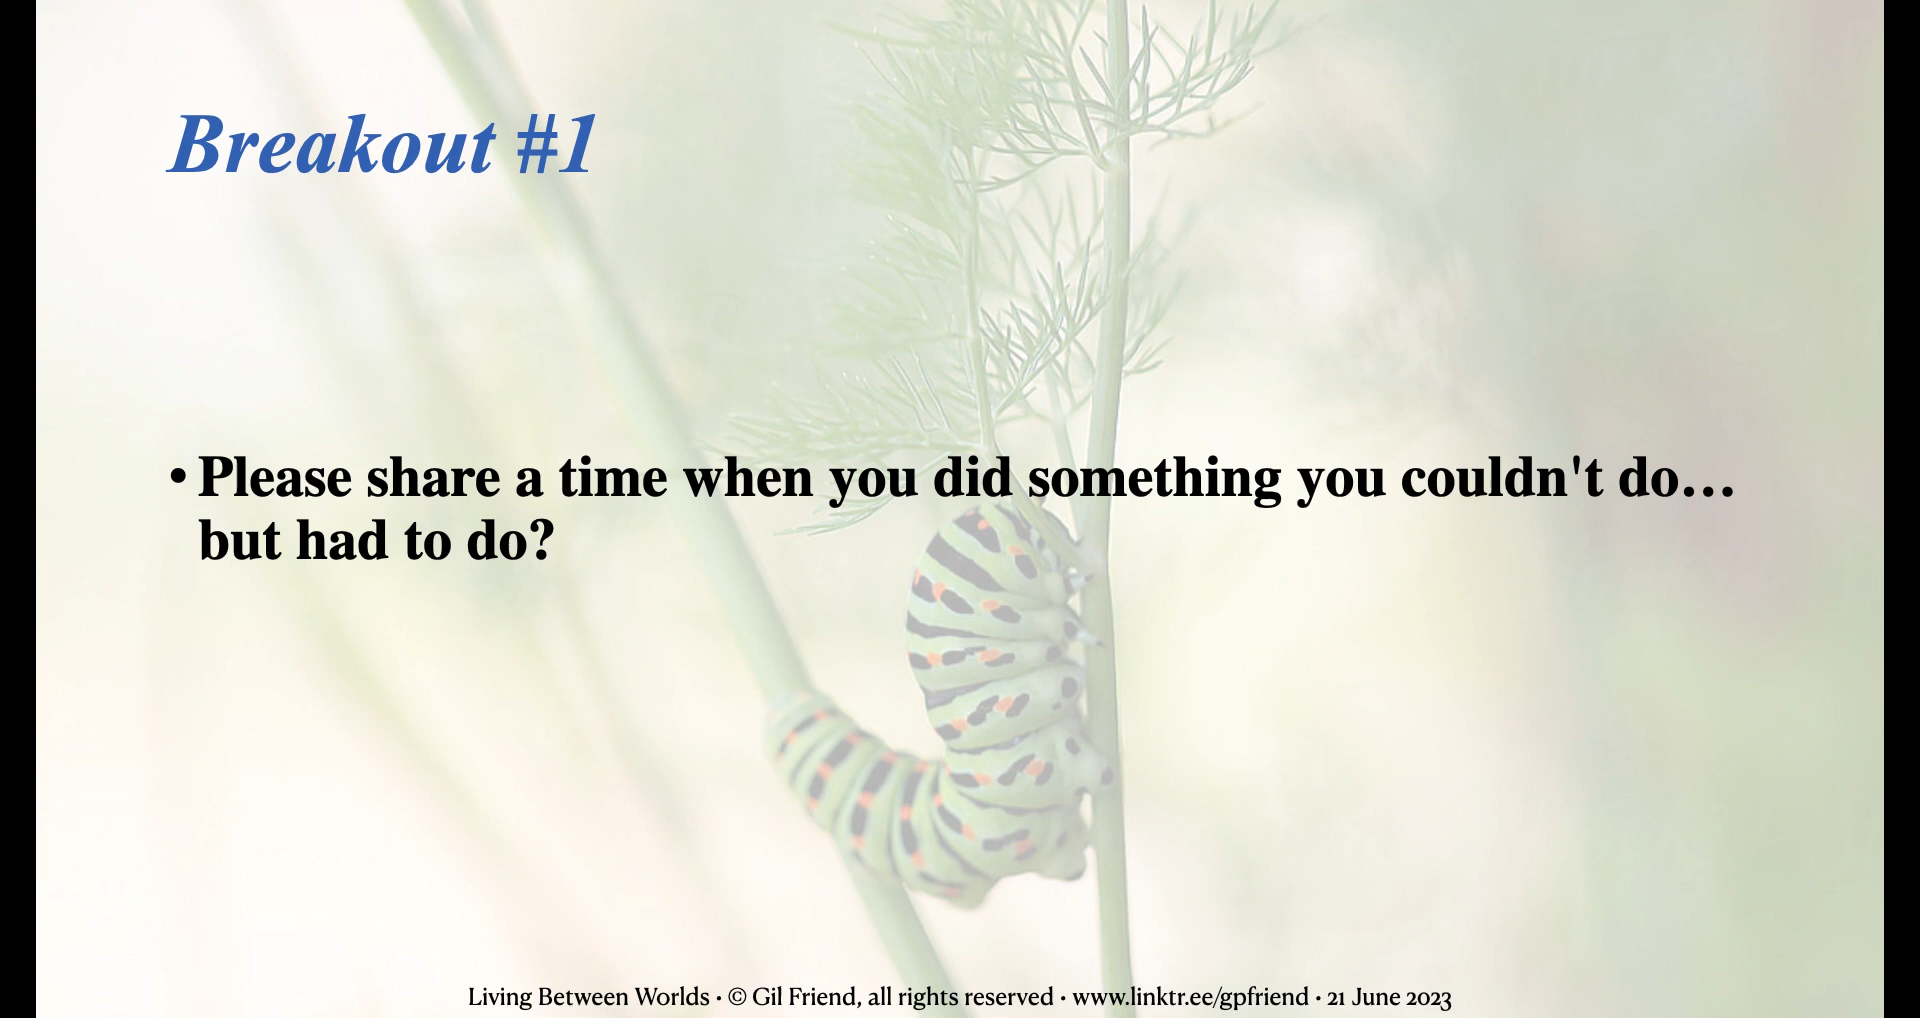 Breakout #1
• Please share a time when you did something you couldn't do…
but had to do?
Living Between Worlds • © Gil Friend, all rights reserved • www.linktr.ee/gpfriend • 21 June 2023